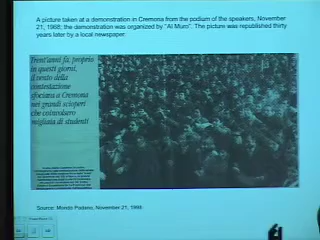 A picture taken at a demonstration in Cremona from the podium of the speakers, November
21, 1968; the demonstration was organized by "Al Muro". The picture was republished thirty
years later by a local newspaper.
Trent'anni fa, proprio
in questi giorni,
il vento della
contestazione
sfociava a Cremona
nei grandi scioperi
che coinvolsero
migliaia di studenti
Source: Mondo Padano, November 21, 1998.